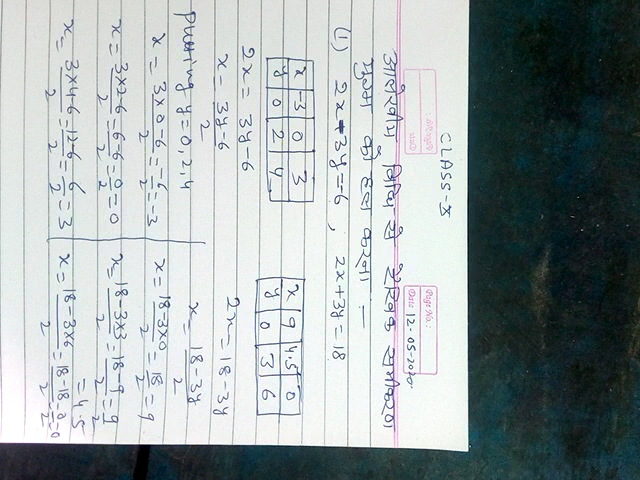 CLASS-X
Page No.:
Date: 12-05-2020
आलेखीय विधि से रैखिक समीकरण
युग्म को हल करना —
(1) 2x-3y=-6, 2x+3y=18
x -3 0 3
y 0 2 4
x 9 4.5 0
y 0 3 6
2x = 3y-6
x = 3y-6/2
Putting y=0,2,4
x = 3×0-6/2 = -6/2 = -3
x = 3×2-6/2 = 6-6/2 = 0/2 = 0
x = 3×4-6/2 = 12-6/2 = 6/2 = 3
2x = 18-3y
x = 18-3y/2
x = 18-3×0/2 = 18/2 = 9
x = 18-3×3/2 = 18-9/2 = 9/2
= 4.5
x = 18-3×6/2 = 18-18/2 = 0/2 = 0